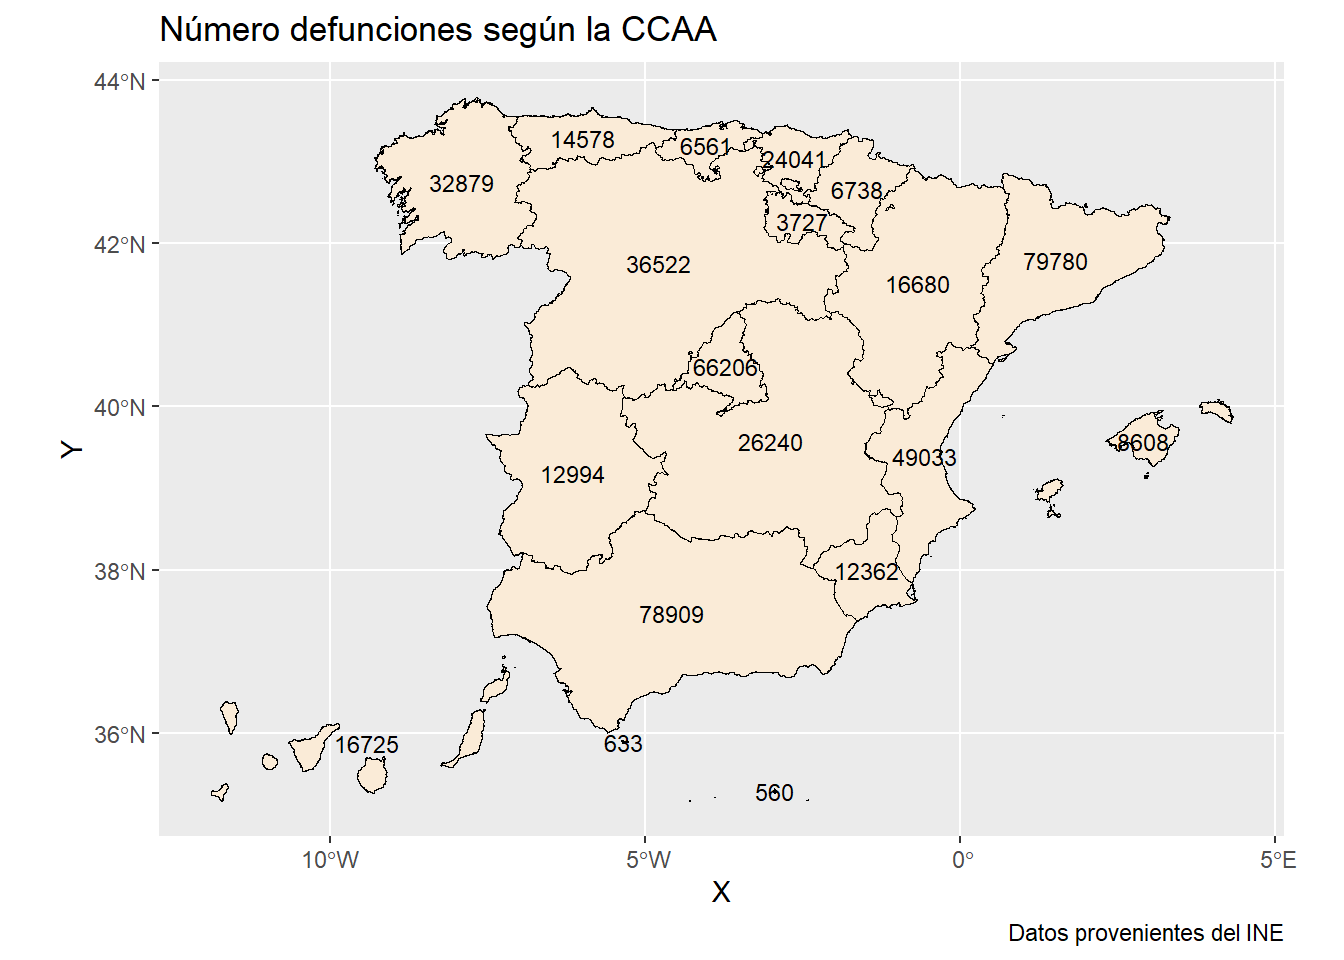 Número defunciones según la CCAA
44°N
42°N
40°N
38°N
36°N
Y
14578
6561
24041
32879
6738
3727
36522
79780
16680
66206
26240
8608
49033
12994
12362
78909
16725
633
560
10°W
5°W
0°
5°E
X
Datos provenientes del INE